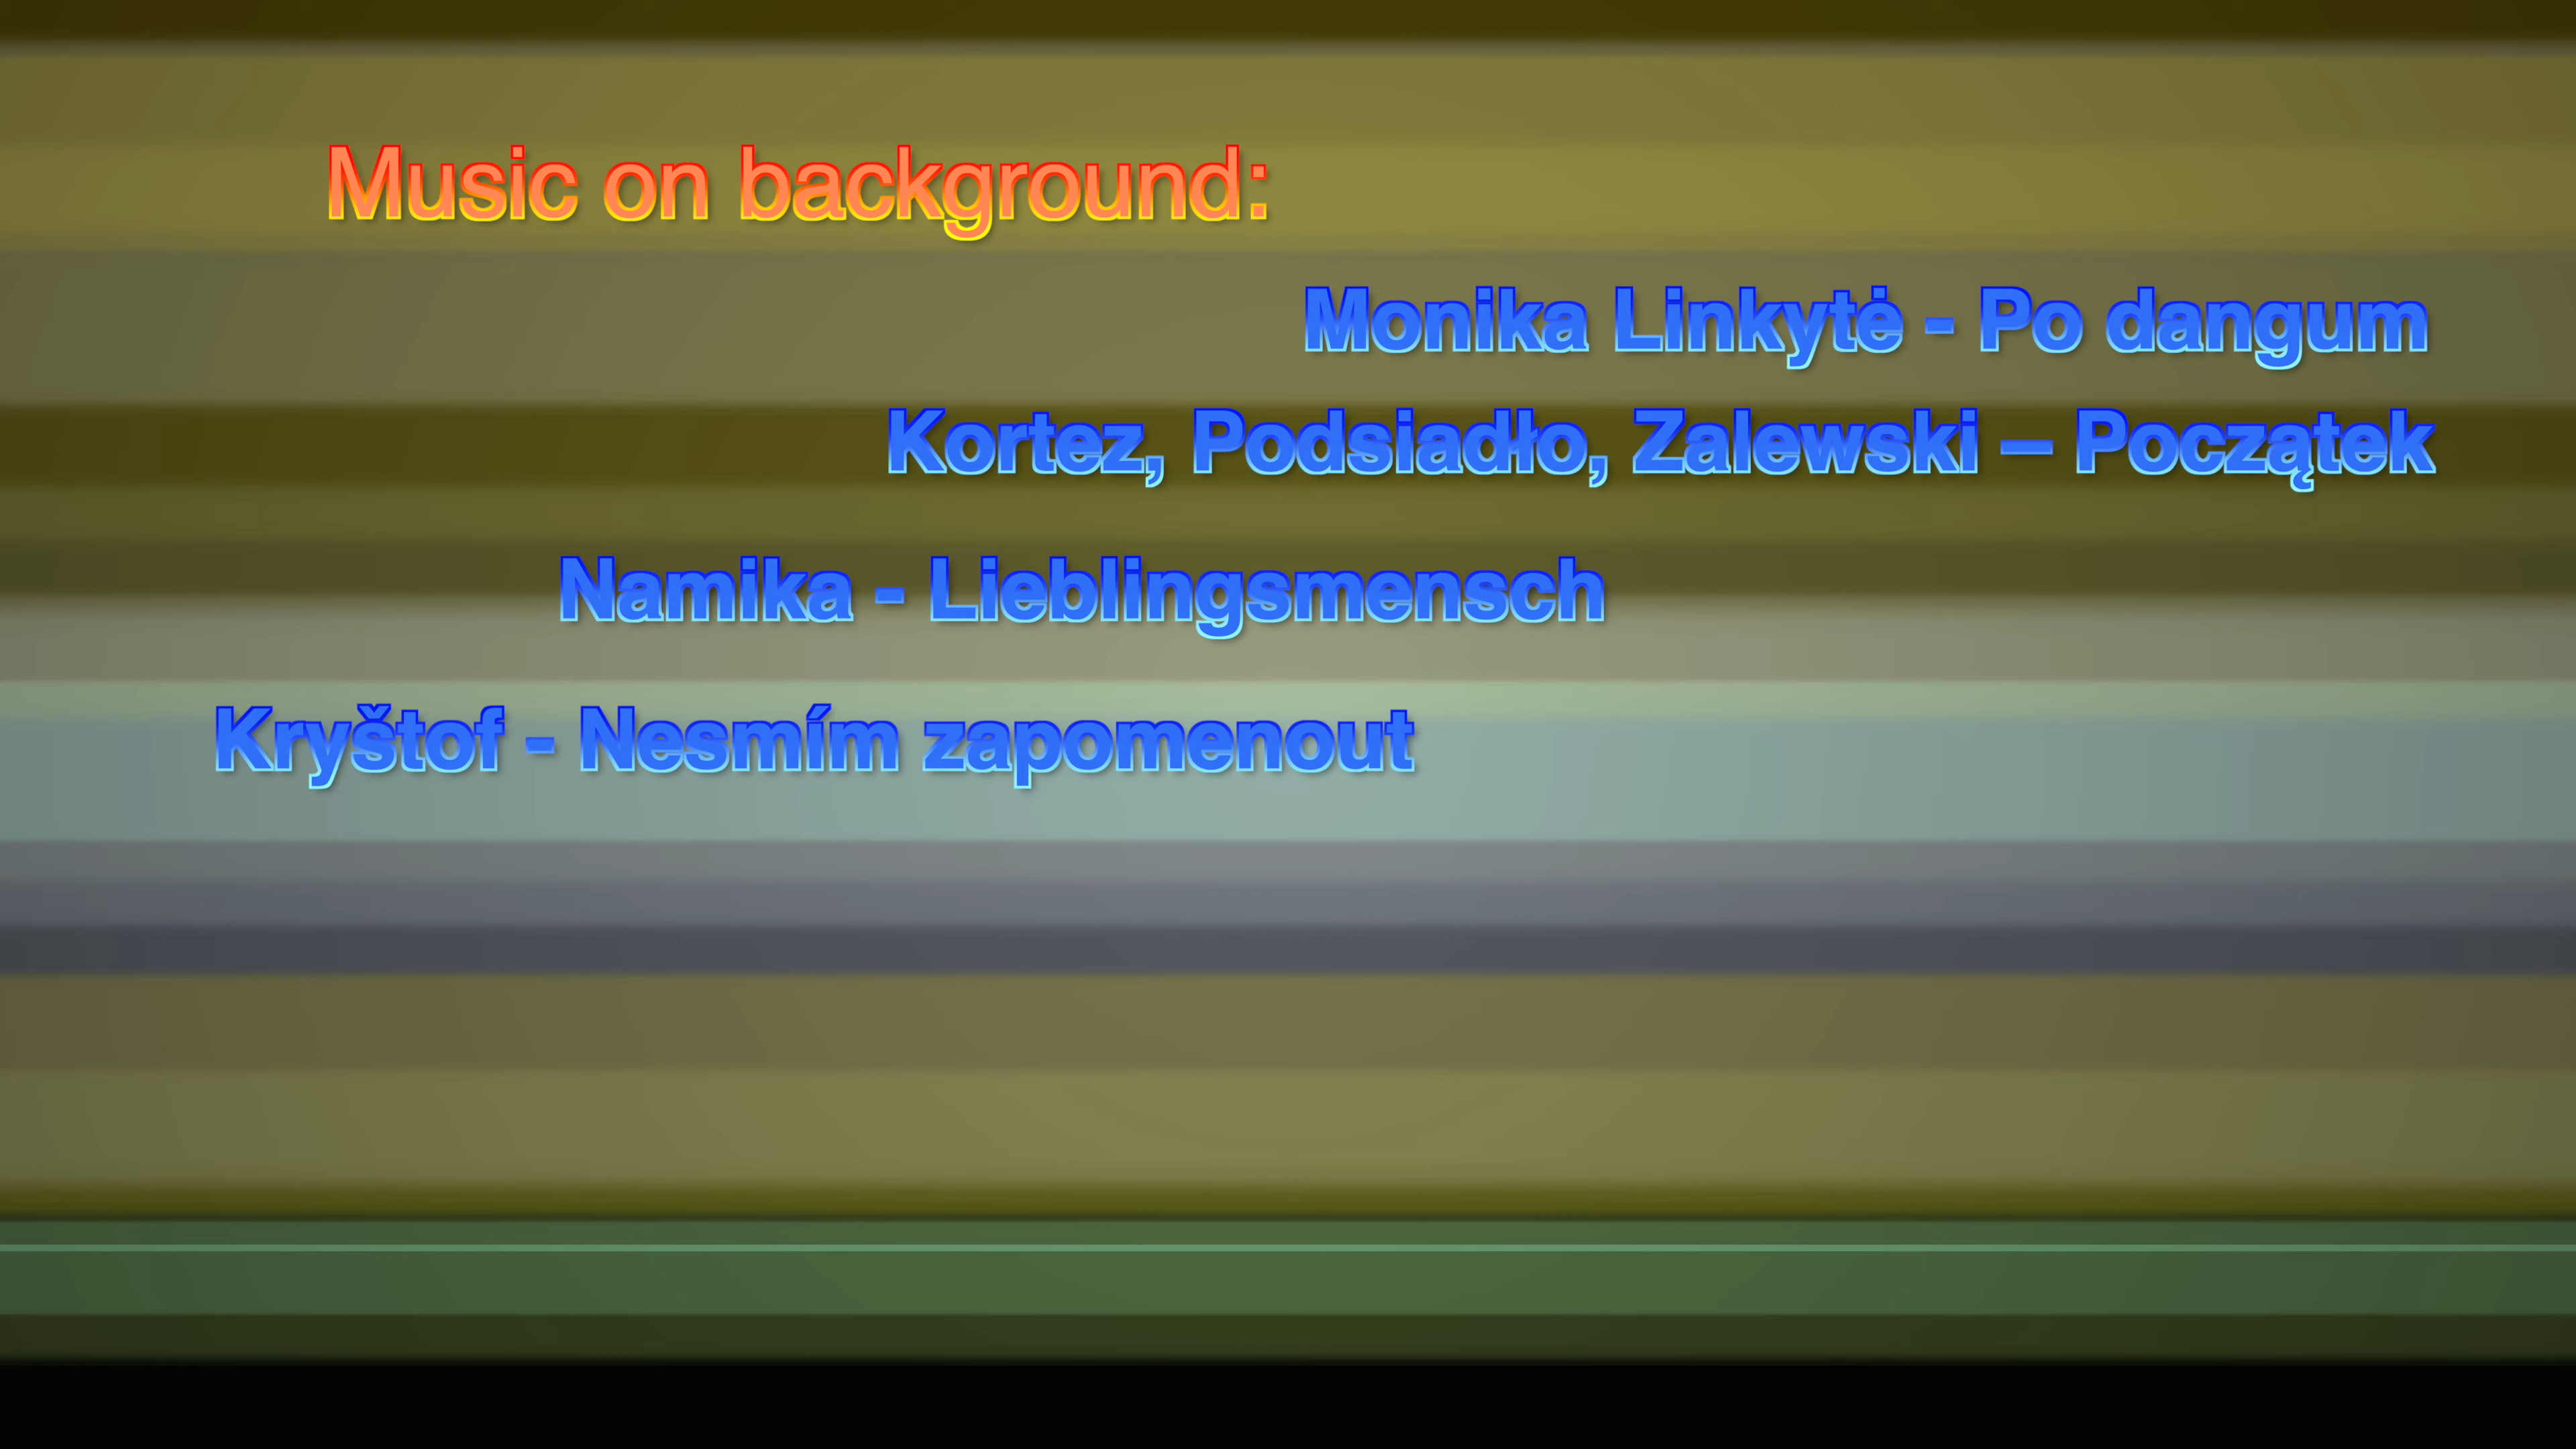 Music on background:
Monika Linkytė - Po dangum
Kortez, Podsiadło, Zalewski – Początek
Namika - Lieblingsmensch
Kryštof - Nesmím zapomenout